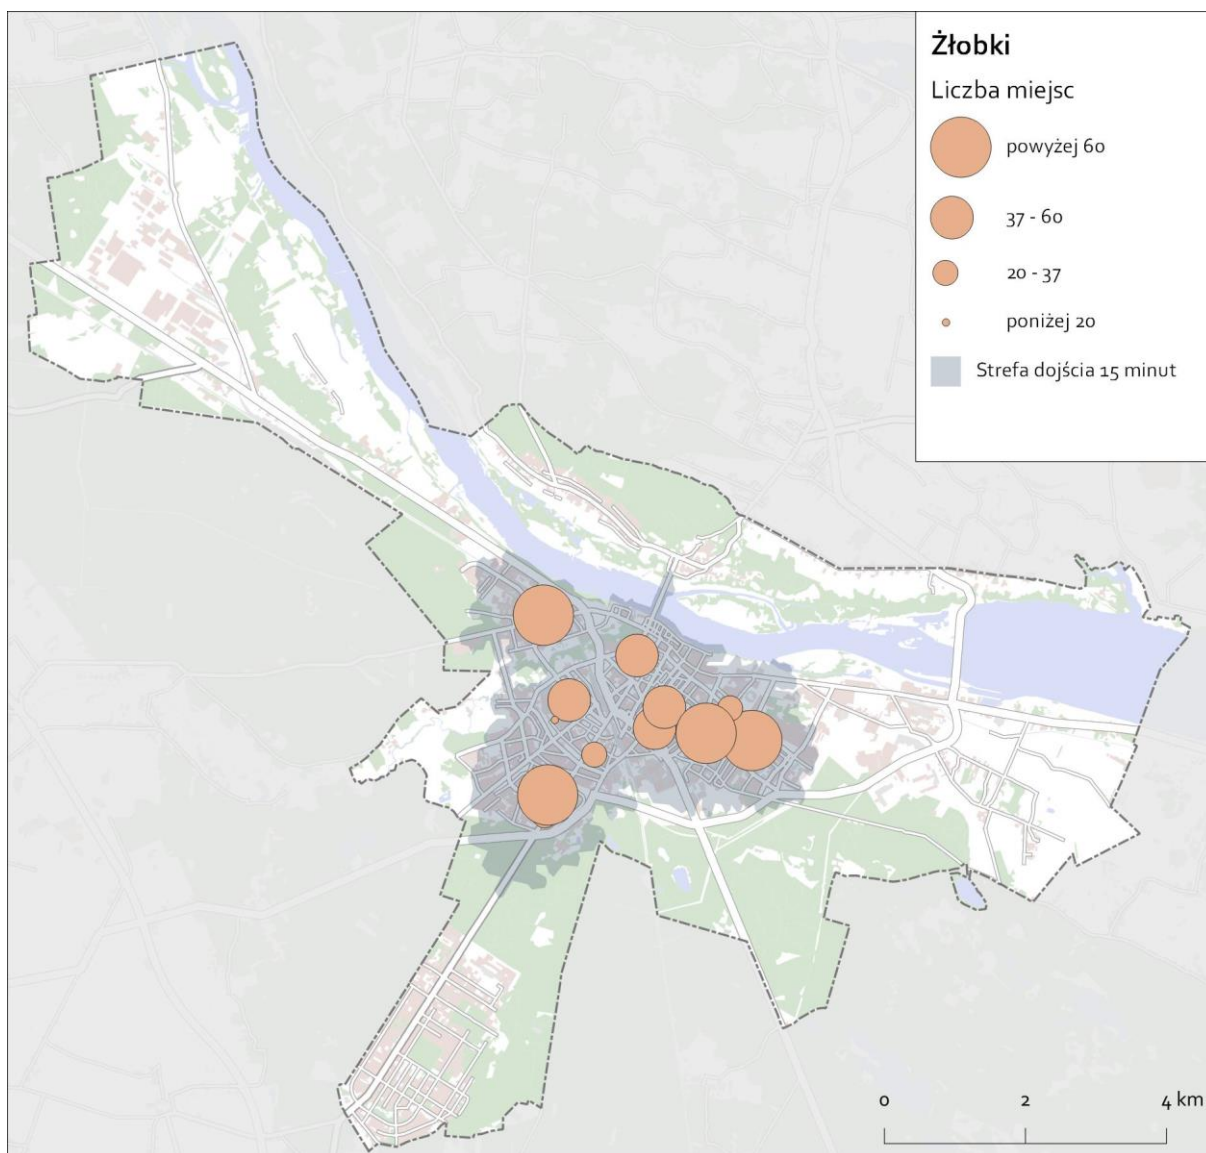 Żłobki
Liczba miejsc
powyżej 60
37 - 60
20 - 37
poniżej 20
Strefa dojścia 15 minut
0 2 4 km